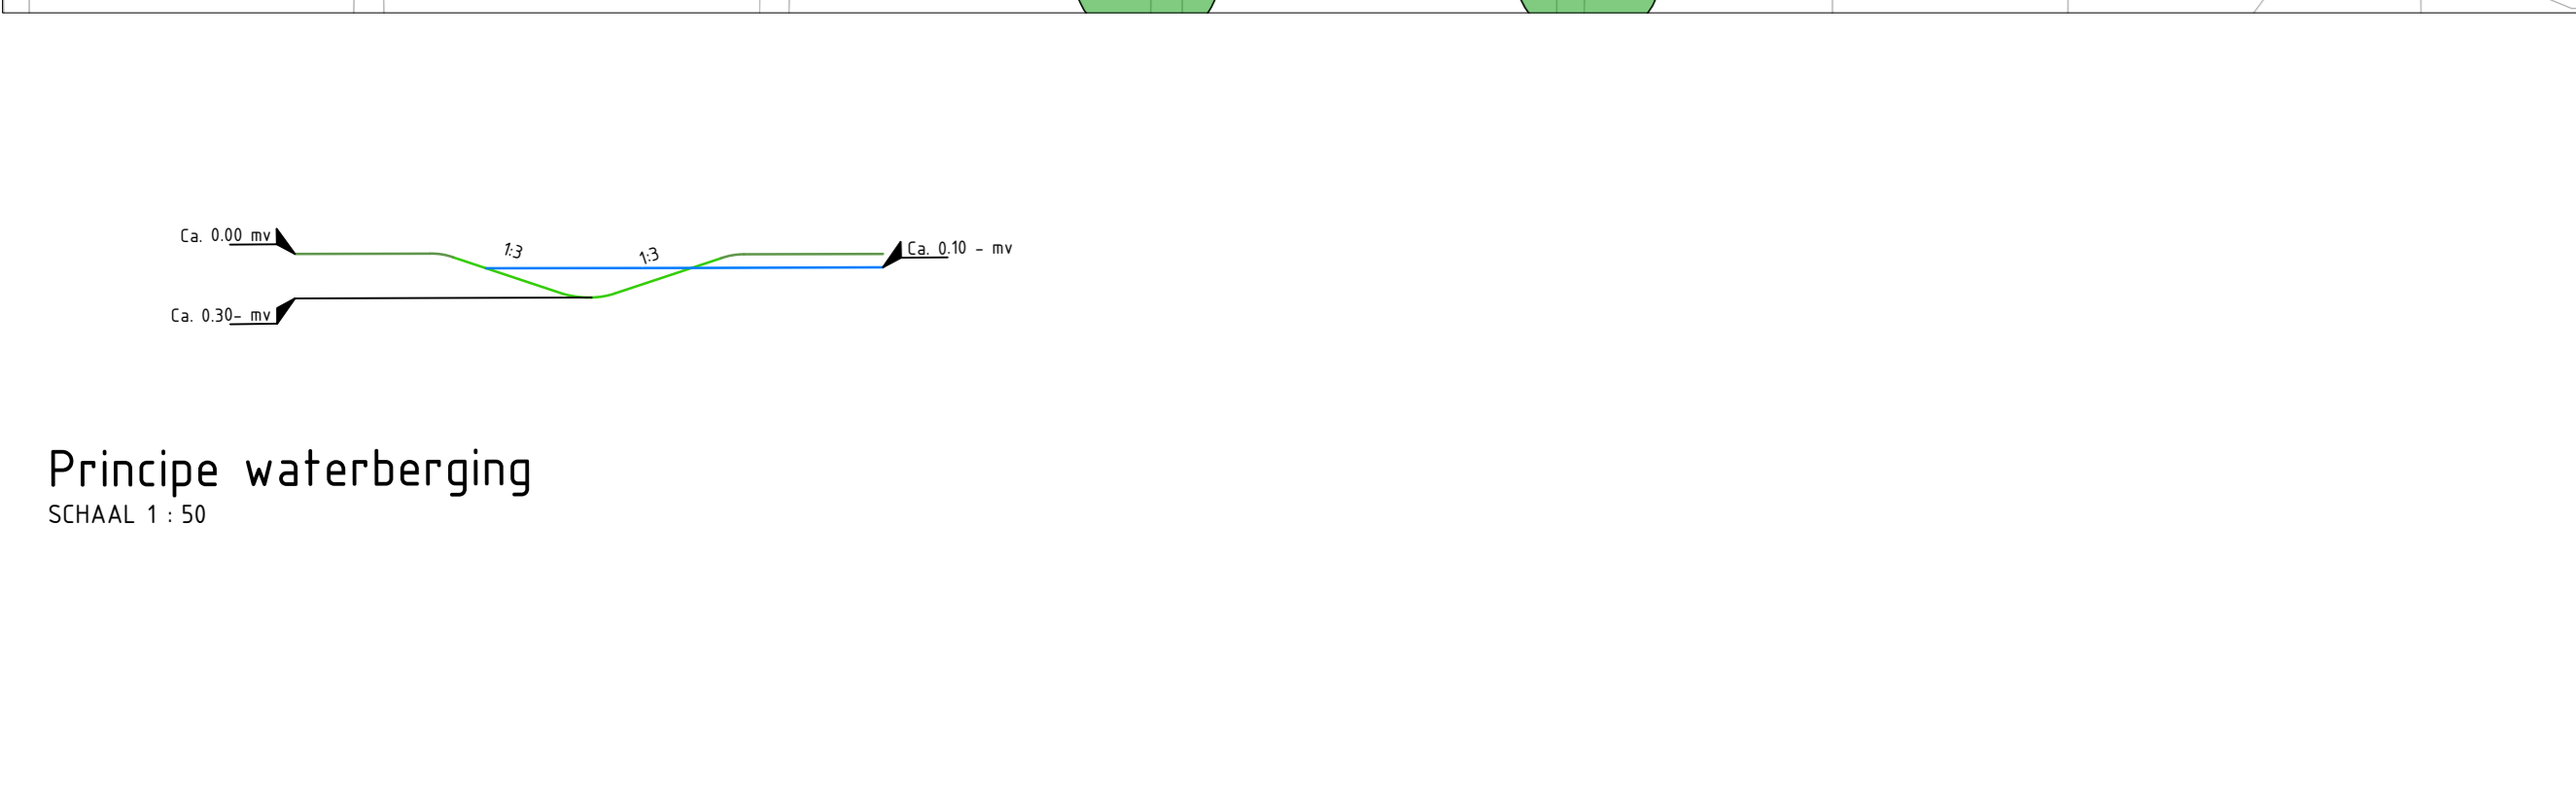 Ca. 0.00 mv
1:3
1:3
Ca. 0.10 - mv
Ca. 0.30- mv
Principe waterberging
SCHAAL 1 : 50